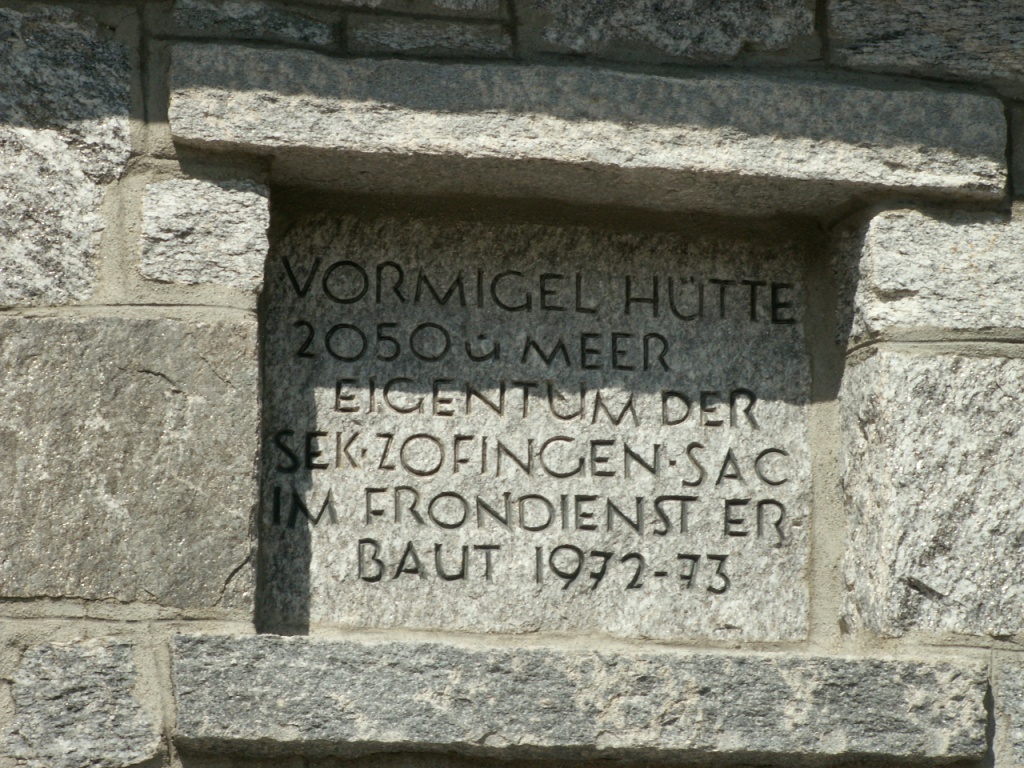 VORMIGEL HÜTTE
2050 ü MEER
EIGENTUM DER
SEK·ZOFINGEN·SAC
IM FRONDIENST ER
BAUT 1972-73